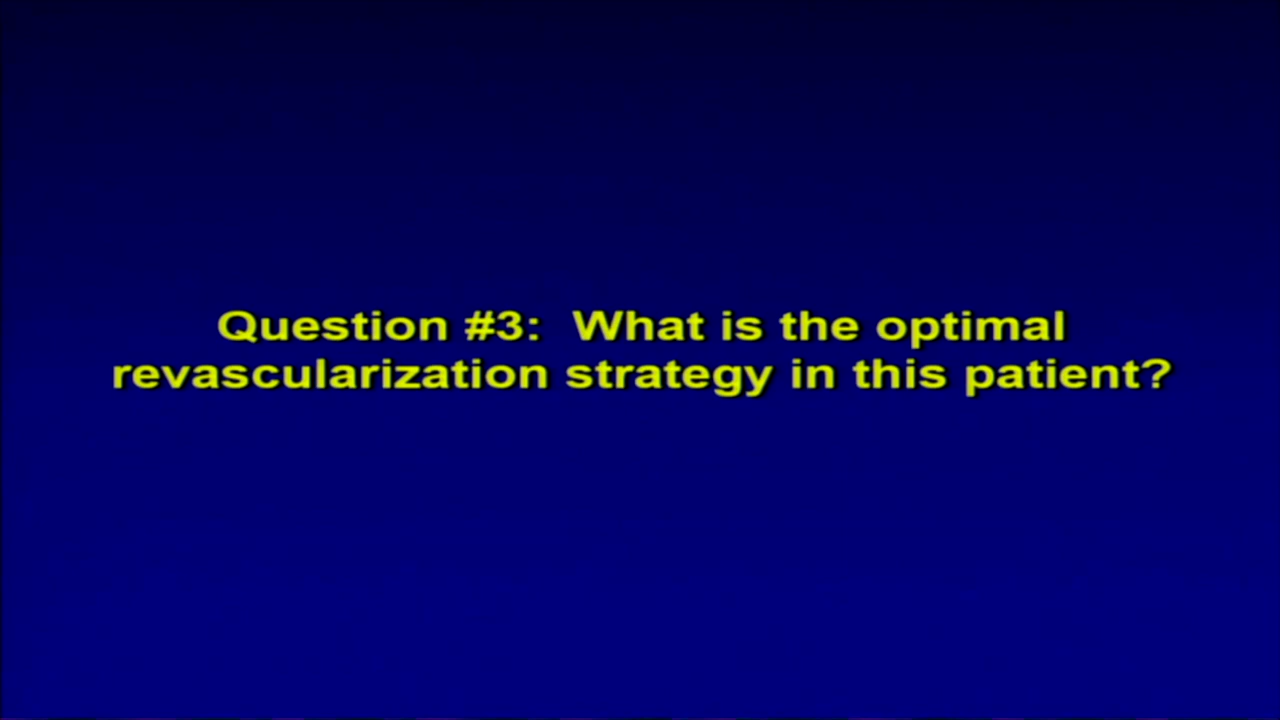 Question #3:  What is the optimal
revascularization strategy in this patient?